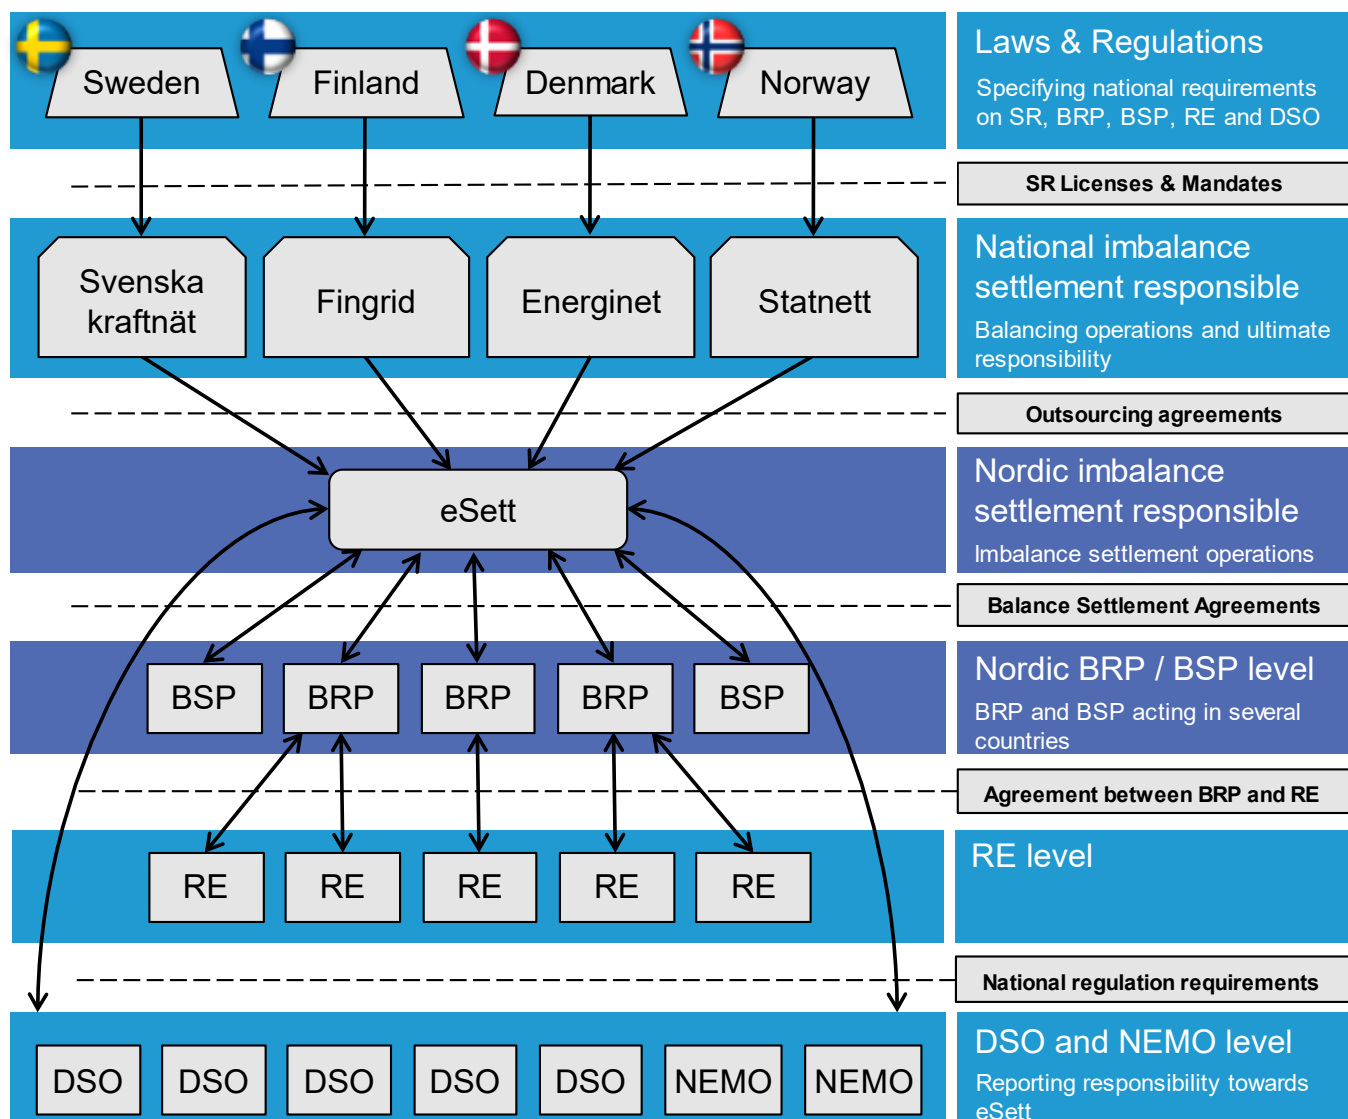 Sweden
Finland
Denmark
Norway
Laws & Regulations
Specifying national requirements
on SR, BRP, BSP, RE and DSO
SR Licenses & Mandates
Svenska
kraftnät
Fingrid
Energinet
Statnett
National imbalance
settlement responsible
Balancing operations and ultimate
responsibility
Outsourcing agreements
eSett
Nordic imbalance
settlement responsible
Imbalance settlement operations
Balance Settlement Agreements
BSP
BRP
BRP
BRP
BSP
Nordic BRP / BSP level
BRP and BSP acting in several
countries
Agreement between BRP and RE
RE
RE
RE
RE
RE
RE level
National regulation requirements
DSO
DSO
DSO
DSO
DSO
NEMO
NEMO
DSO and NEMO level
Reporting responsibility towards
eSett